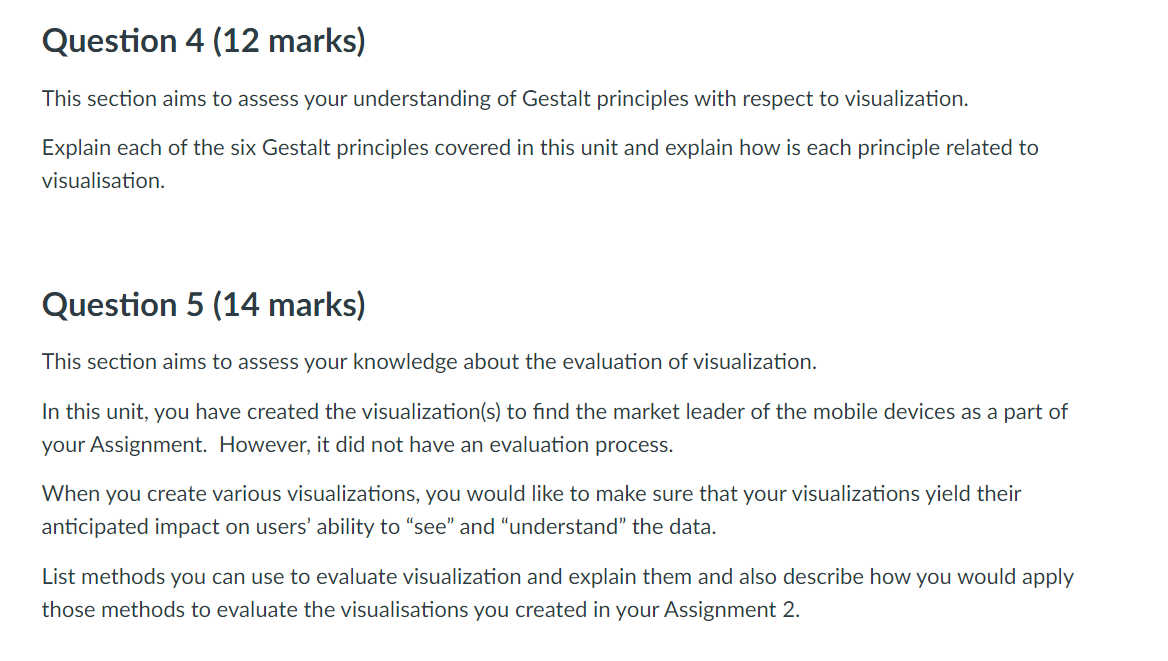 Question 4 (12 marks)
This section aims to assess your understanding of Gestalt principles with respect to visualization.
Explain each of the six Gestalt principles covered in this unit and explain how is each principle related to
visualisation.
Question 5 (14 marks)
This section aims to assess your knowledge about the evaluation of visualization.
In this unit, you have created the visualization(s) to find the market leader of the mobile devices as a part of
your Assignment.  However, it did not have an evaluation process.
When you create various visualizations, you would like to make sure that your visualizations yield their
anticipated impact on users’ ability to “see” and “understand” the data.
List methods you can use to evaluate visualization and explain them and also describe how you would apply
those methods to evaluate the visualisations you created in your Assignment 2.